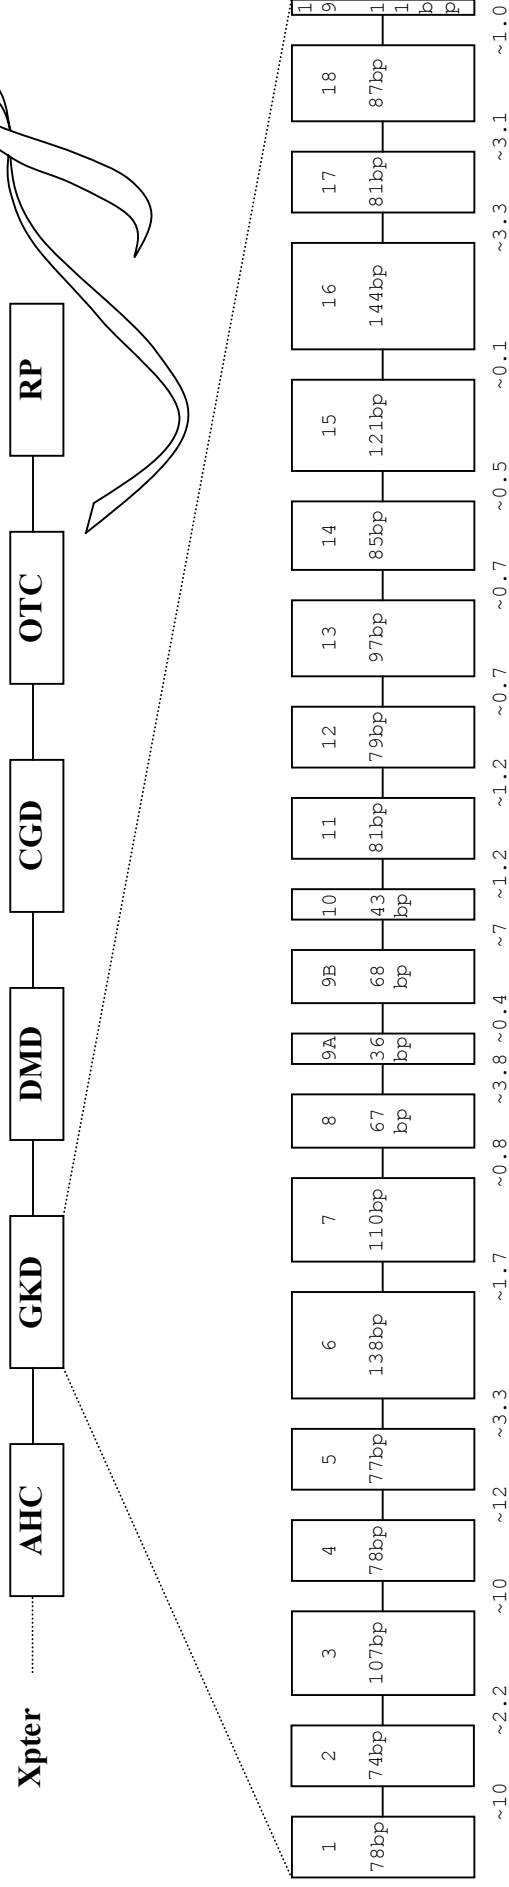 Xpter AHC GKD DMD CGD OTC RP
1 2 3 4 5 6 7 8 9A 9B 10 11 12 13 14 15 16 17 18 19
78bp 74bp 107bp 78bp 77bp 138bp 110bp 67 bp 36 bp 68 bp 43 bp 81bp 79bp 97bp 85bp 121bp 144bp 81bp 87bp 11bp
~10 ~2.2 ~10 ~12 ~3.3 ~1.7 ~0.8 ~3.8 ~0.4 ~7 ~1.2 ~1.2 ~0.7 ~0.7 ~0.5 ~0.1 ~3.3 ~3.1 ~1.0